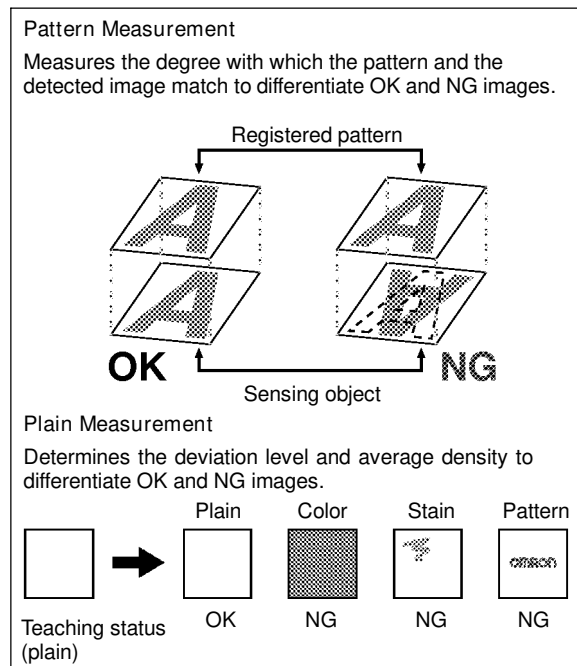 Pattern Measurement
Measures the degree with which the pattern and the
detected image match to differentiate OK and NG images.
Registered pattern
A A
A
OK NG
Sensing object
Plain Measurement
Determines the deviation level and average density to
differentiate OK and NG images.
Plain Color Stain Pattern
omron
OK NG NG NG
Teaching status
(plain)